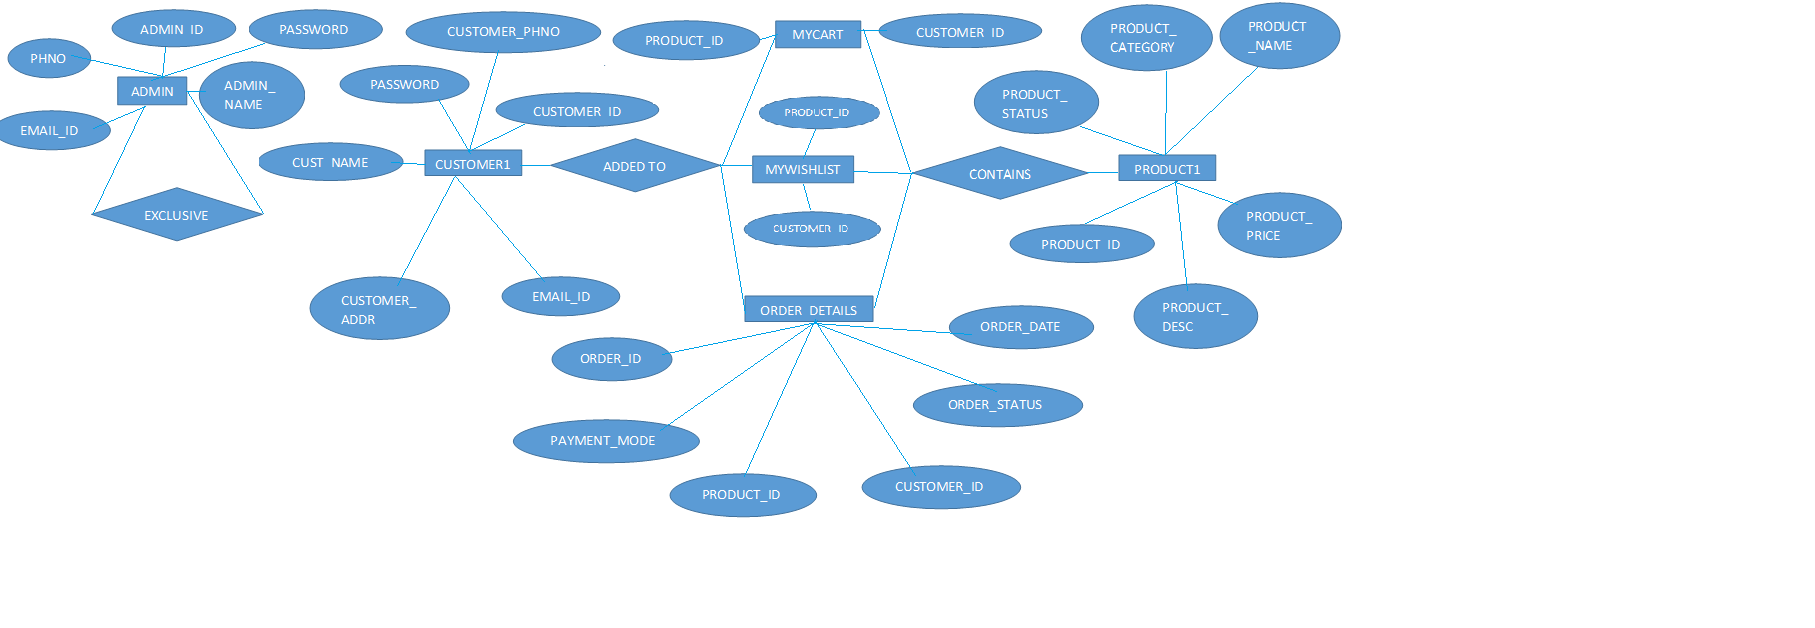 ADMIN ID
PASSWORD
PHNO
ADMIN
ADMIN_
NAME
EMAIL_ID
EXCLUSIVE
CUSTOMER_PHNO
PASSWORD
CUSTOMER ID
CUST NAME
CUSTOMER1
ADDED TO
CUSTOMER_
ADDR
EMAIL_ID
PRODUCT_ID
MYCART
CUSTOMER ID
PRODUCT_ID
MYWISHLIST
CUSTOMER ID
CONTAINS
PRODUCT_
CATEGORY
PRODUCT
_NAME
PRODUCT_
STATUS
PRODUCT1
PRODUCT ID
PRODUCT_
PRICE
PRODUCT_
DESC
ORDER DETAILS
ORDER_DATE
ORDER_ID
ORDER_STATUS
PAYMENT_MODE
PRODUCT_ID
CUSTOMER_ID